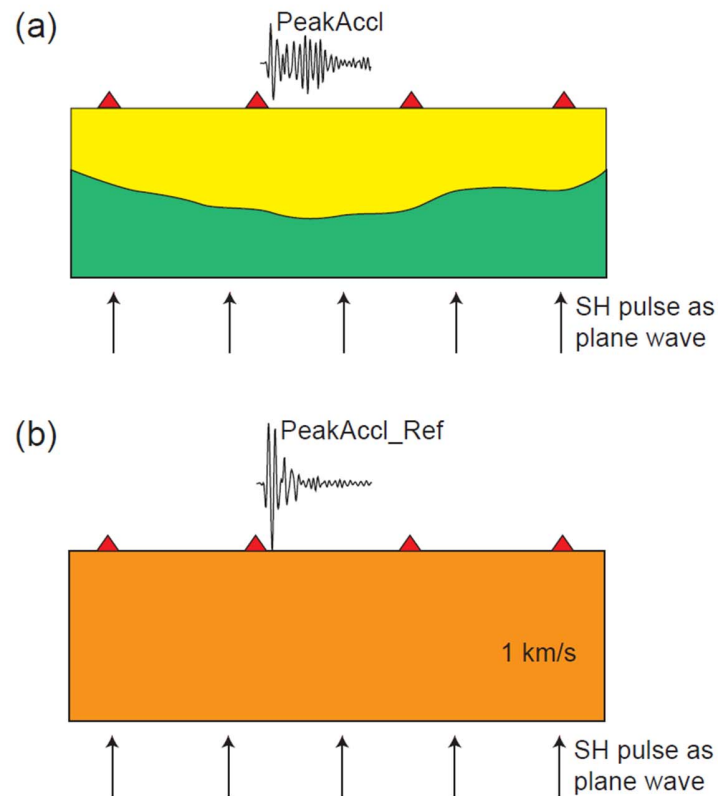 (a)
PeakAccl
SH pulse as
plane wave
(b)
PeakAccl_Ref
1 km/s
SH pulse as
plane wave